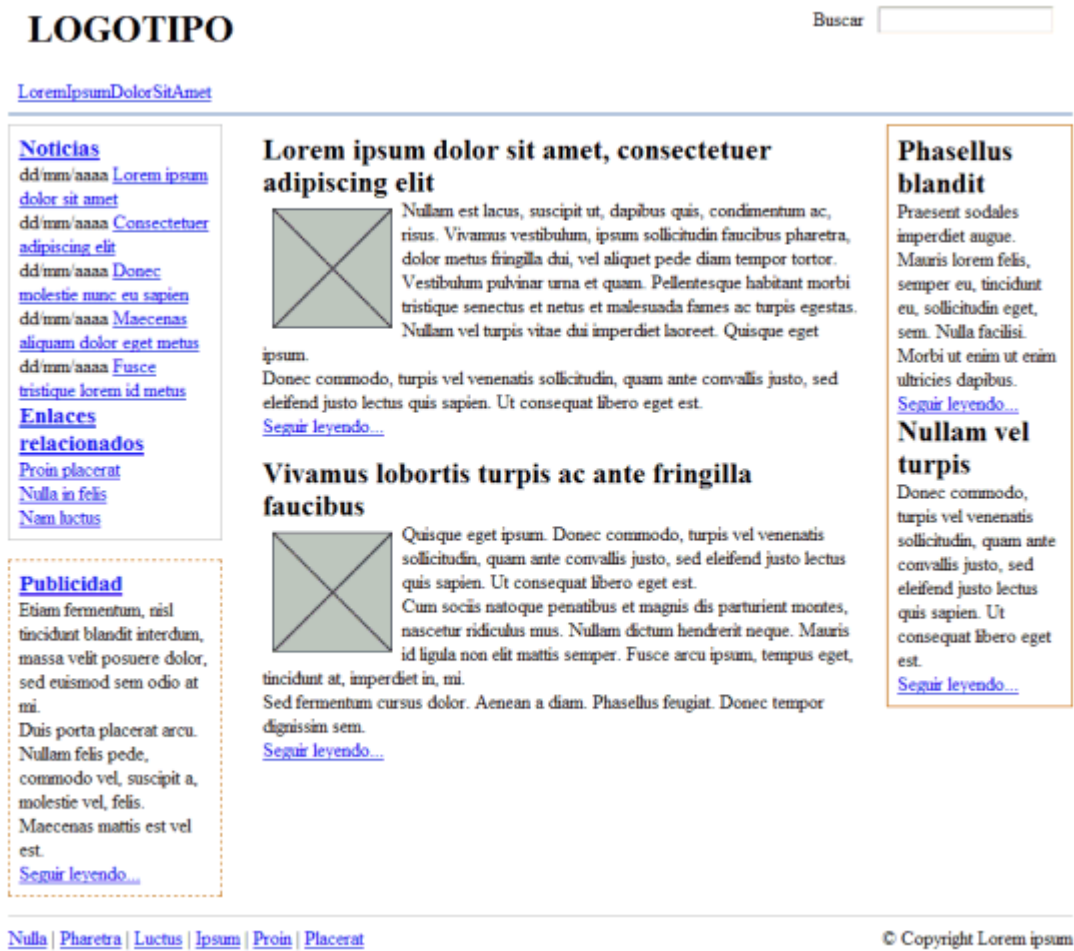 LOGOTIPO
Buscar
LoremIpsumDolorSitAmet
Noticias
dd/mm/aaaa Lorem ipsum
dolor sit amet
dd/mm/aaaa Consectetuer
adipiscing elit
dd/mm/aaaa Donec
molestie nunc eu sapien
dd/mm/aaaa Maecenas
aliquam dolor eget metus
dd/mm/aaaa Fusce
tristique lorem id metus
Enlaces
relacionados
Proin placerat
Nulla in felis
Nam luctus
Publicidad
Etiam fermentum, nisl
tincidunt blandit interdum,
massa velit posuere dolor,
sed euismod sem odio at
mi.
Duis porta placerat arcu.
Nullam felis pede,
commodo vel, suscipit a,
molestie vel, felis.
Maecenas mattis est vel
est.
Seguir leyendo...
Lorem ipsum dolor sit amet, consectetuer
adipiscing elit
Nullam est lacus, suscipit ut, dapibus quis, condimentum ac,
risus. Vivamus vestibulum, ipsum sollicitudin faucibus pharetra,
dolor metus fringilla dui, vel aliquet pede diam tempor tortor.
Vestibulum pulvinar urna et quam. Pellentesque habitant morbi
tristique senectus et netus et malesuada fames ac turpis egestas.
Nullam vel turpis vitae dui imperdiet laoreet. Quisque eget
ipsum.
Donec commodo, turpis vel venenatis sollicitudin, quam ante convallis justo, sed
eleifend justo lectus quis sapien. Ut consequat libero eget est.
Seguir leyendo...
Vivamus lobortis turpis ac ante fringilla
faucibus
Quisque eget ipsum. Donec commodo, turpis vel venenatis
sollicitudin, quam ante convallis justo, sed eleifend justo lectus
quis sapien. Ut consequat libero eget est.
Cum sociis natoque penatibus et magnis dis parturient montes,
nascetur ridiculus mus. Nullam dictum hendrerit neque. Mauris
id ligula non elit mattis semper. Fusce arcu ipsum, tempus eget,
tincidunt at, imperdiet in, mi.
Sed fermentum cursus dolor. Aenean a diam. Phasellus feugiat. Donec tempor
dignissim sem.
Seguir leyendo...
Phasellus
blandit
Praesent sodales
imperdiet augue.
Mauris lorem felis,
semper eu, tincidunt
eu, sollicitudin eget,
sem. Nulla facilisi.
Morbi ut enim ut enim
ultricies dapibus.
Seguir leyendo...
Nullam vel
turpis
Donec commodo,
turpis vel venenatis
sollicitudin, quam ante
convallis justo, sed
eleifend justo lectus
quis sapien. Ut
consequat libero eget
est.
Seguir leyendo...
Nulla | Pharetra | Luctus | Ipsum | Proin | Placerat
© Copyright Lorem ipsum